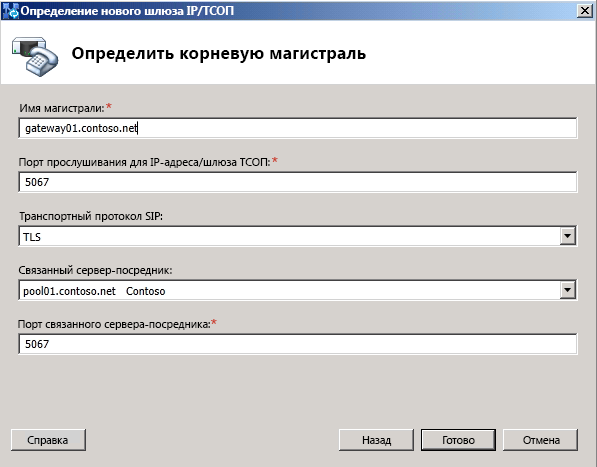 Определение нового шлюза IP/ТСОП
Определить корневую магистраль
Имя магистрали:*
gateway01.contoso.net
Порт прослушивания для IP-адреса/шлюза ТСОП:*
5067
Транспортный протокол SIP:
TLS
Связанный сервер-посредник:
pool01.contoso.net Contoso
Порт связанного сервера-посредника:*
5067
Справка Назад Готово Отмена